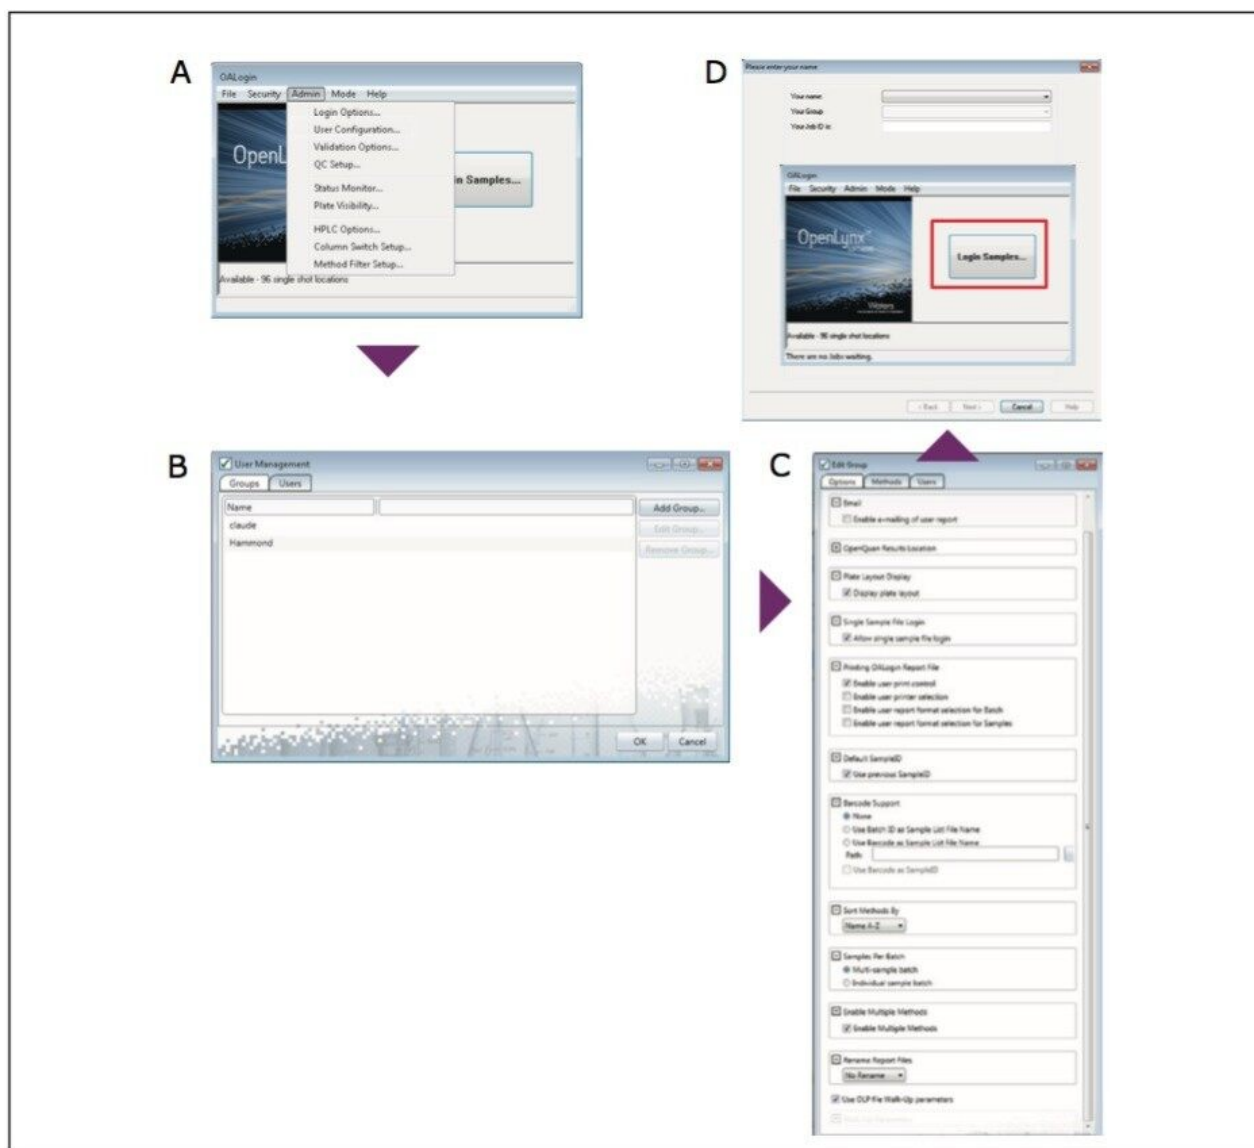 A
OALogin
File Security Admin Mode Help
Login Options...
User Configuration...
Validation Options...
QC Setup...
Status Monitor...
Plate Visibility...
HPLC Options...
Column Switch Setup...
Method Filter Setup...
OpenL
in Samples...
Available - 96 single shot locations
D
Please enter your name
Your name
Your Group
Your Job ID is:
OALogin
File Security Admin Mode Help
OpenLynx™
Login Samples...
Waters
Available - 96 single shot locations
There are no Jobs waiting.
< Back Next > Cancel Help
B
User Management
Groups Users
Name
claude
Hammond
Add Group...
Edit Group...
Remove Group...
OK Cancel
C
Edit Group
Options Methods Users
Email
Enable e-mailing of user report
OpenQuan Results Location
Plate Layout Display
Display plate layout
Single Sample File Login
Allow single sample file login
Printing OALogin Report File
Enable user print control
Enable user printer selection
Enable user report format selection for Batch
Enable user report format selection for Samples
Default SampleID
Use previous SampleID
Barcode Support
None
Use Batch ID as Sample List File Name
Use Barcode as Sample List File Name
Path:
Use Barcode as SampleID
Sort Methods By
Name A-Z
Samples Per Batch
Multi-sample batch
Individual sample batch
Enable Multiple Methods
Enable Multiple Methods
Rename Report Files
No Rename
Use OLP file Walk-Up parameters